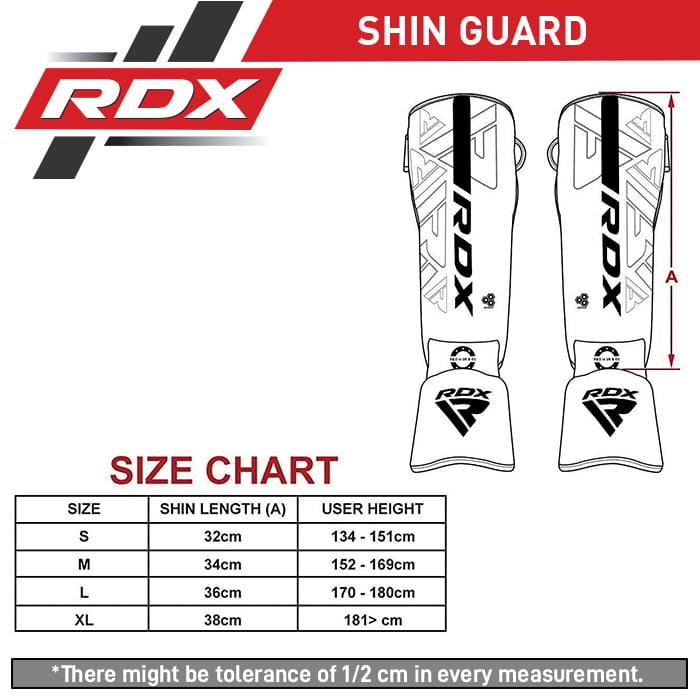 RDX
SHIN GUARD
RDX
RDX
A
RDX
RDX
SIZE CHART
SIZE SHIN LENGTH (A) USER HEIGHT
S 32cm 134 - 151cm
M 34cm 152 - 169cm
L 36cm 170 - 180cm
XL 38cm 181> cm
*There might be tolerance of 1/2 cm in every measurement.